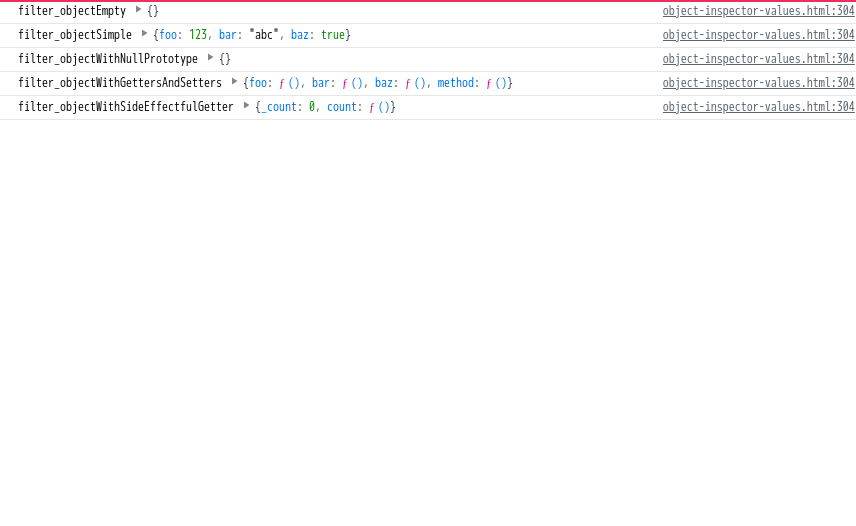 filter_objectEmpty ▶ {} object-inspector-values.html:304
filter_objectSimple ▶ {foo: 123, bar: "abc", baz: true} object-inspector-values.html:304
filter_objectWithNullPrototype ▶ {} object-inspector-values.html:304
filter_objectWithGettersAndSetters ▶ {foo: ƒ (), bar: ƒ (), baz: ƒ (), method: ƒ ()} object-inspector-values.html:304
filter_objectWithSideEffectfulGetter ▶ {_count: 0, count: ƒ ()} object-inspector-values.html:304